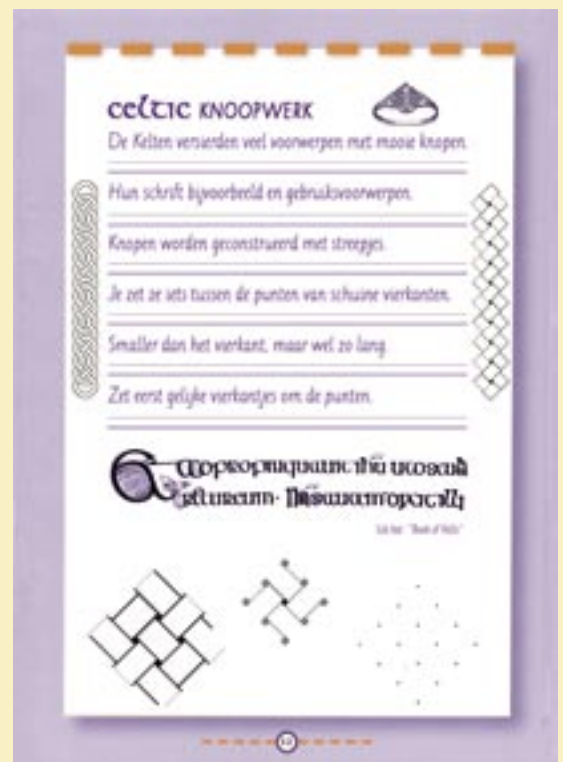 CELTIC KNOOPWERK
De Kelten versierden veel voorwerpen met mooie knopen.
Hun schrift bijvoorbeeld en gebruiksvoorwerpen.
Knopen worden geconstrueerd met streepjes.
Je zet ze iets tussen de punten van schuine vierkanten.
Smaller dan het vierkant, maar wel zo lang.
Zet eerst gelijke vierkantjes om de punten.
"Book of Kells"